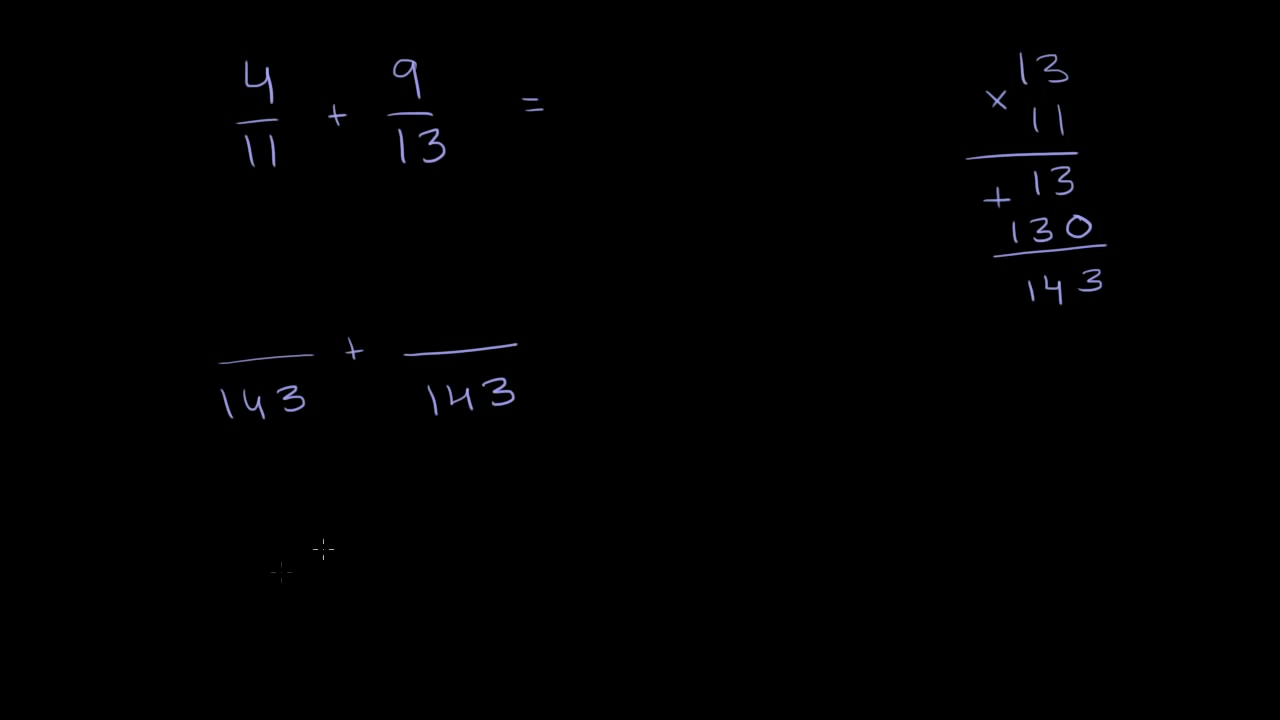 4/11 + 9/13 =
/143 + /143
13
× 11
+ 13
130
143